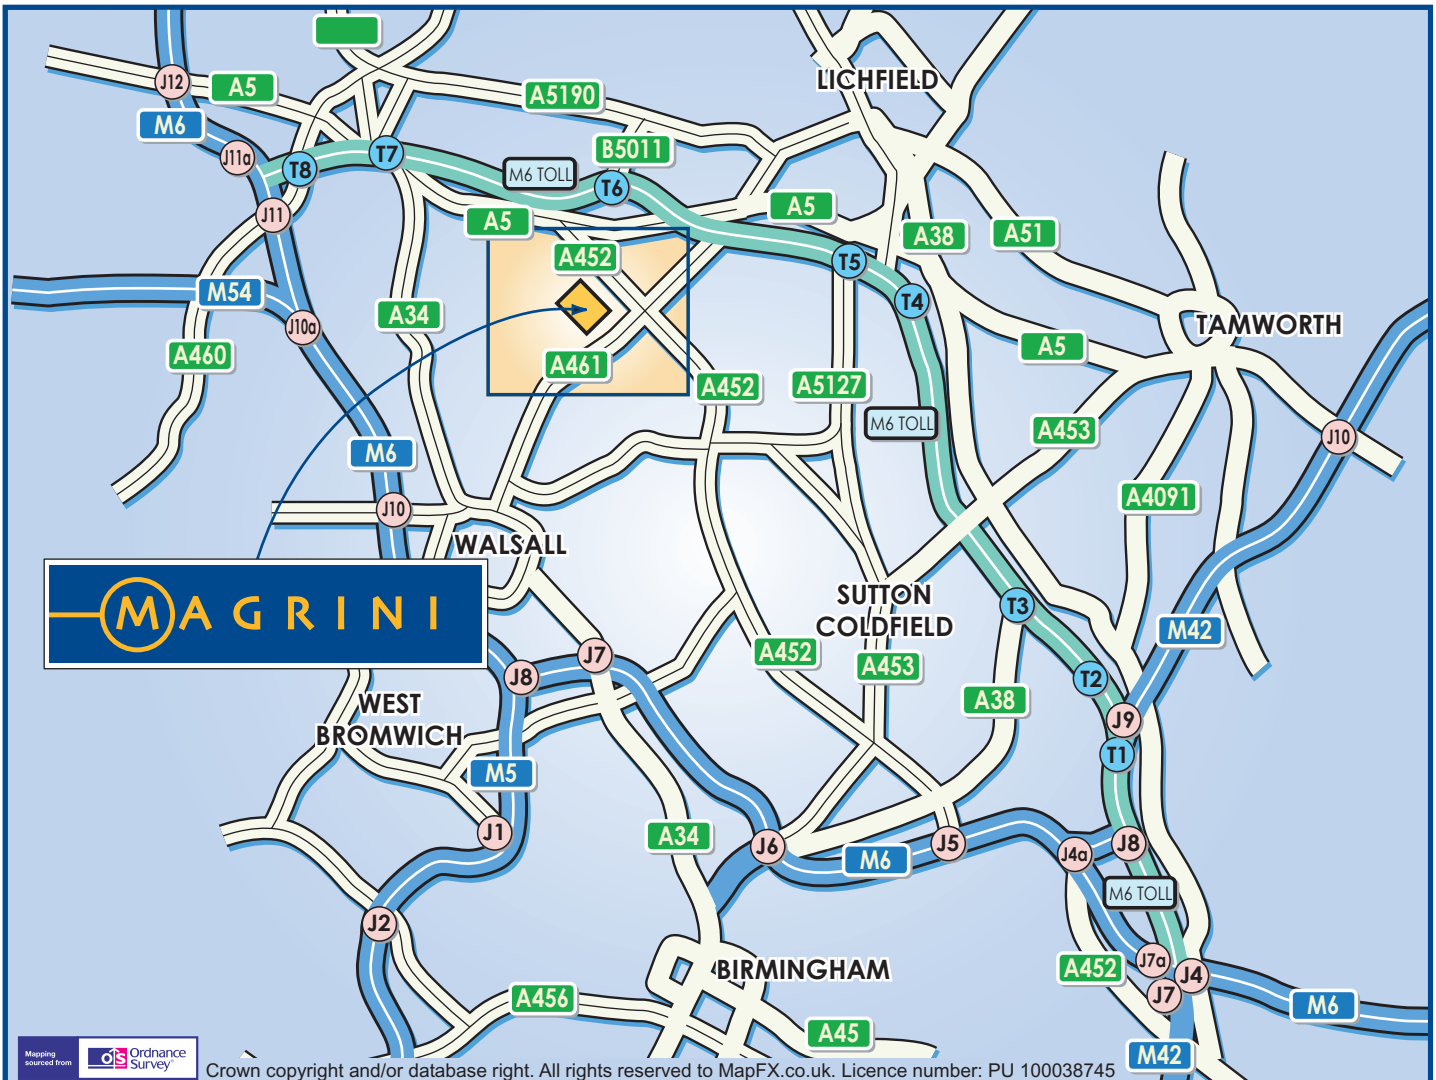 LICHFIELD
J12
A5
A5190
M6
B5011
J11a
T8
T7
M6 TOLL
T6
J11
A5
A5
A38
A51
A452
T5
M54
T4
J10a
A34
TAMWORTH
A460
A5
A461
A452
A5127
M6 TOLL
A453
J10
M6
A4091
J10
WALSALL
SUTTON
COLDFIELD
T3
MAGRINI
M42
A452
A453
J7
J8
T2
A38
WEST
BROMWICH
J9
T1
M5
J1
A34
J6
M6
J5
J4a
J8
M6 TOLL
J2
BIRMINGHAM
A452
J7a
J4
J7
A456
M6
A45
M42
Mapping
sourced from
OS Ordnance
Survey®
Crown copyright and/or database right. All rights reserved to MapFX.co.uk. Licence number: PU 100038745